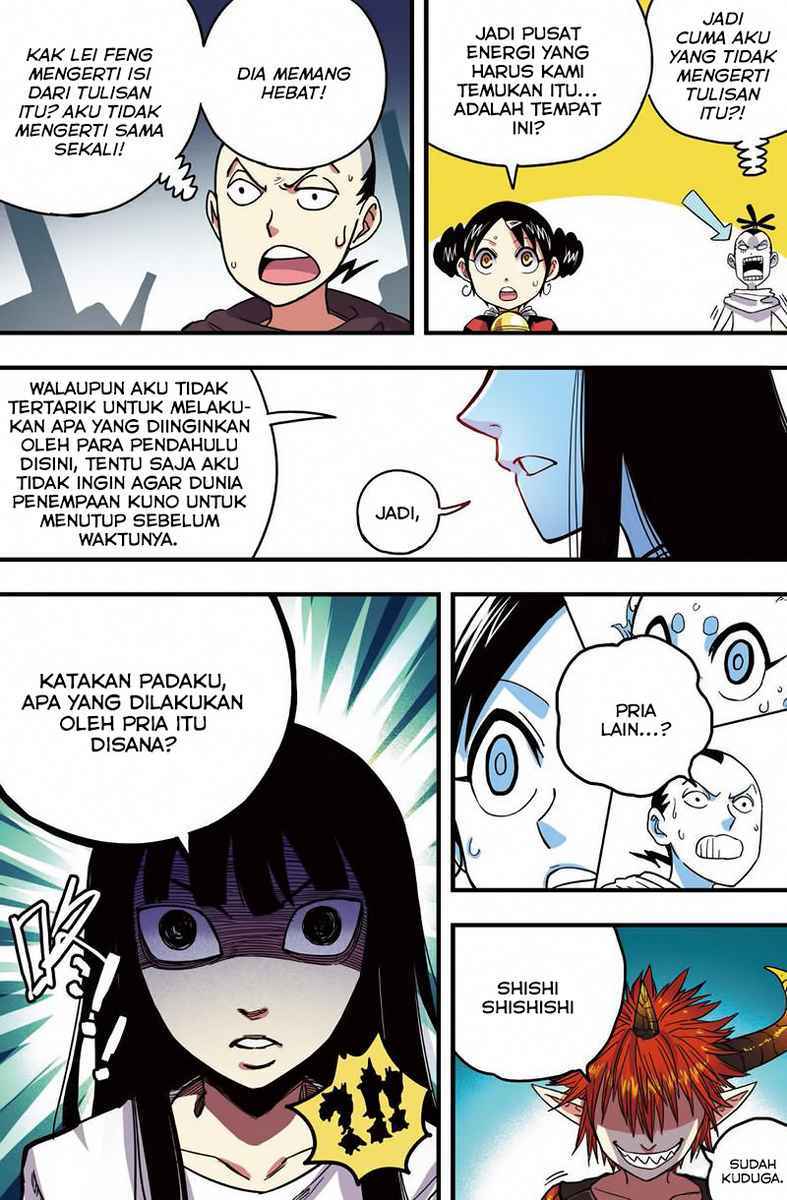 KAK LEI FENG
MENGERTI ISI
DARI TULISAN
ITU? AKU TIDAK
MENGERTI SAMA
SEKALI!
DIA MEMANG
HEBAT!
JADI PUSAT
ENERGI YANG
HARUS KAMI
TEMUKAN ITU...
ADALAH TEMPAT
INI?
JADI
CUMA AKU
YANG TIDAK
MENGERTI
TULISAN
ITU?!
WALAUPUN AKU TIDAK
TERTARIK UNTUK MELAKU-
KAN APA YANG DIINGINKAN
OLEH PARA PENDAHULU
DISINI, TENTU SAJA AKU
TIDAK INGIN AGAR DUNIA
PENEMPAAN KUNO UNTUK
MENUTUP SEBELUM
WAKTUNYA.
JADI,
KATAKAN PADAKU,
APA YANG DILAKUKAN
OLEH PRIA ITU
DISANA?
PRIA
LAIN...?
SHISHI
SHISHISHI
SUDAH
KUDUGA.